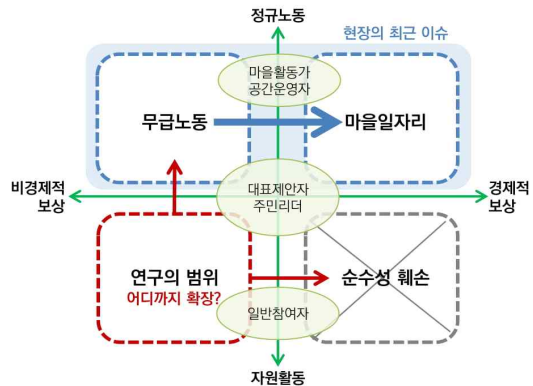 정규노동
현장의 최근 이슈
마을활동가
공간운영자
무급노동
마을일자리
비경제적
보상
대표제안자
주민리더
경제적
보상
연구의 범위
어디까지 확장?
순수성 훼손
일반참여자
자원활동